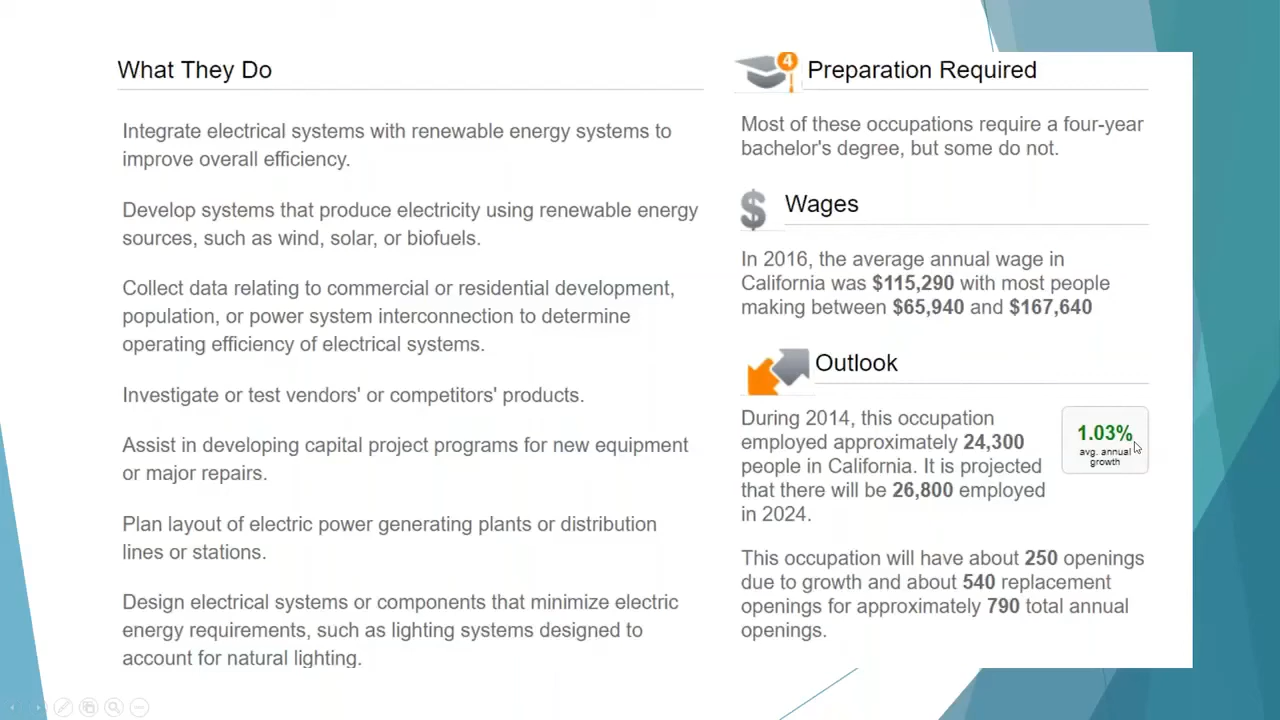 What They Do
Integrate electrical systems with renewable energy systems to
improve overall efficiency.
Develop systems that produce electricity using renewable energy
sources, such as wind, solar, or biofuels.
Collect data relating to commercial or residential development,
population, or power system interconnection to determine
operating efficiency of electrical systems.
Investigate or test vendors' or competitors' products.
Assist in developing capital project programs for new equipment
or major repairs.
Plan layout of electric power generating plants or distribution
lines or stations.
Design electrical systems or components that minimize electric
energy requirements, such as lighting systems designed to
account for natural lighting.
4
Preparation Required
Most of these occupations require a four-year
bachelor's degree, but some do not.
$
Wages
In 2016, the average annual wage in
California was $115,290 with most people
making between $65,940 and $167,640
Outlook
During 2014, this occupation
employed approximately 24,300
people in California. It is projected
that there will be 26,800 employed
in 2024.
1.03%
avg. annual
growth
This occupation will have about 250 openings
due to growth and about 540 replacement
openings for approximately 790 total annual
openings.